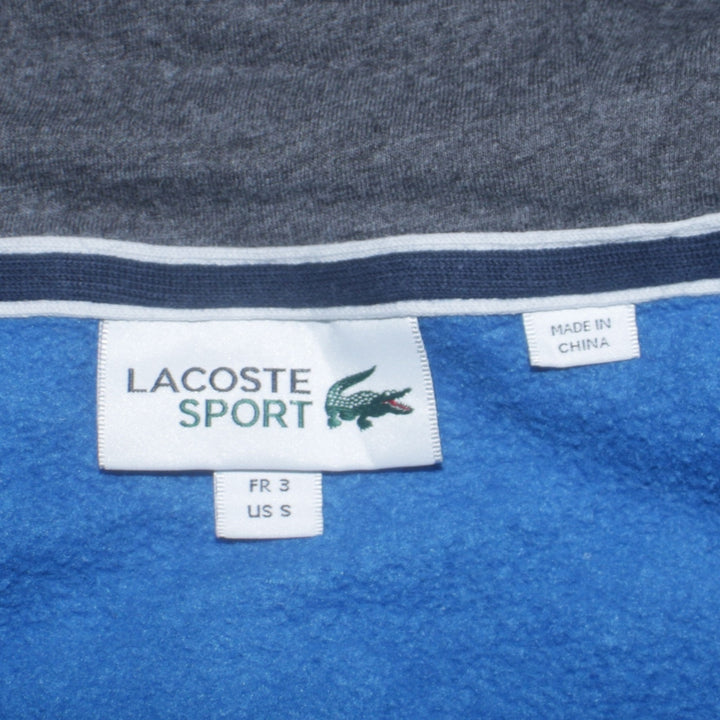 LACOSTE
SPORT
FR 3
US S
MADE IN
CHINA